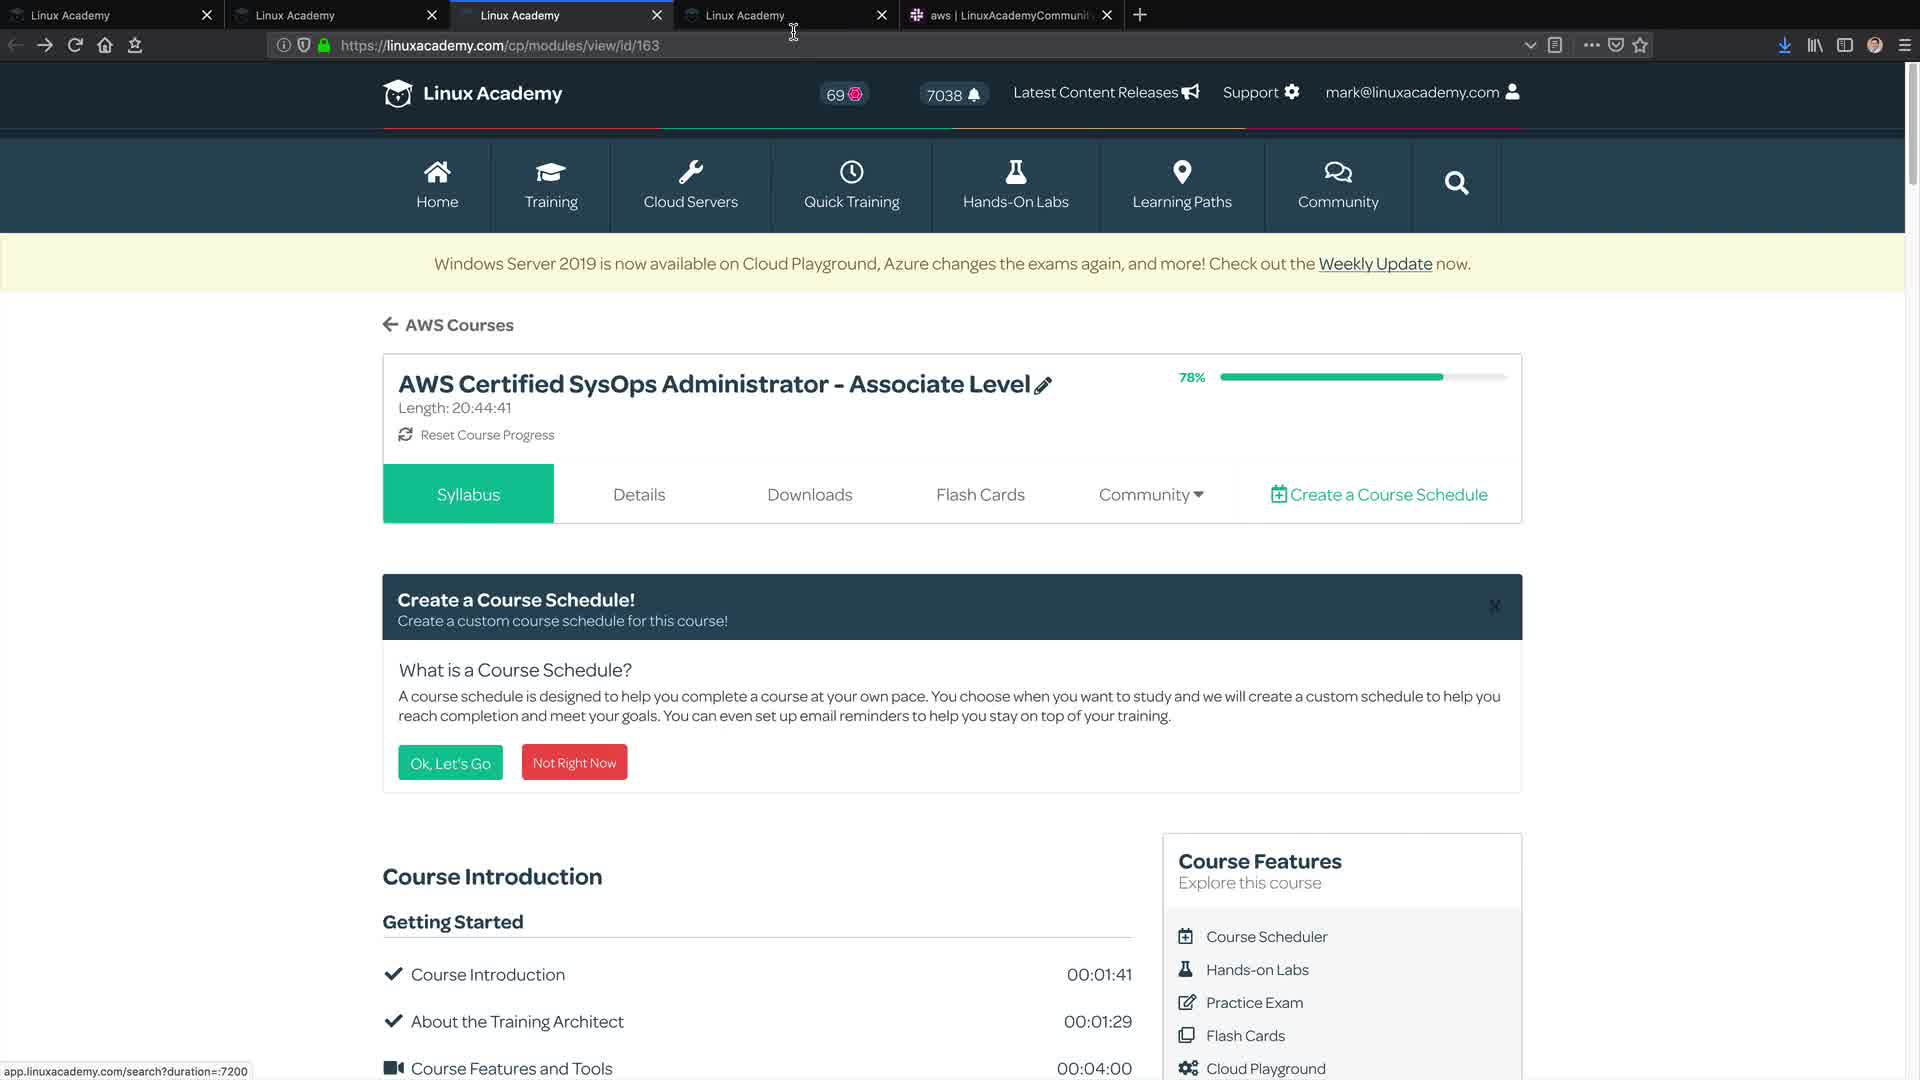 Linux Academy
Linux Academy
Linux Academy
Linux Academy
aws | LinuxAcademyCommuni
https://linuxacademy.com/cp/modules/view/id/163
Linux Academy
69
7038
Latest Content Releases
Support
mark@linuxacademy.com
Home
Training
Cloud Servers
Quick Training
Hands-On Labs
Learning Paths
Community
Windows Server 2019 is now available on Cloud Playground, Azure changes the exams again, and more! Check out the Weekly Update now.
AWS Courses
AWS Certified SysOps Administrator - Associate Level
78%
Length: 20:44:41
Reset Course Progress
Syllabus
Details
Downloads
Flash Cards
Community
Create a Course Schedule
Create a Course Schedule!
Create a custom course schedule for this course!
What is a Course Schedule?
A course schedule is designed to help you complete a course at your own pace. You choose when you want to study and we will create a custom schedule to help you
reach completion and meet your goals. You can even set up email reminders to help you stay on top of your training.
Ok, Let's Go
Not Right Now
Course Introduction
Getting Started
Course Introduction 00:01:41
About the Training Architect 00:01:29
Course Features and Tools 00:04:00
Course Features
Explore this course
Course Scheduler
Hands-on Labs
Practice Exam
Flash Cards
Cloud Playground
app.linuxacademy.com/search?duration=:7200